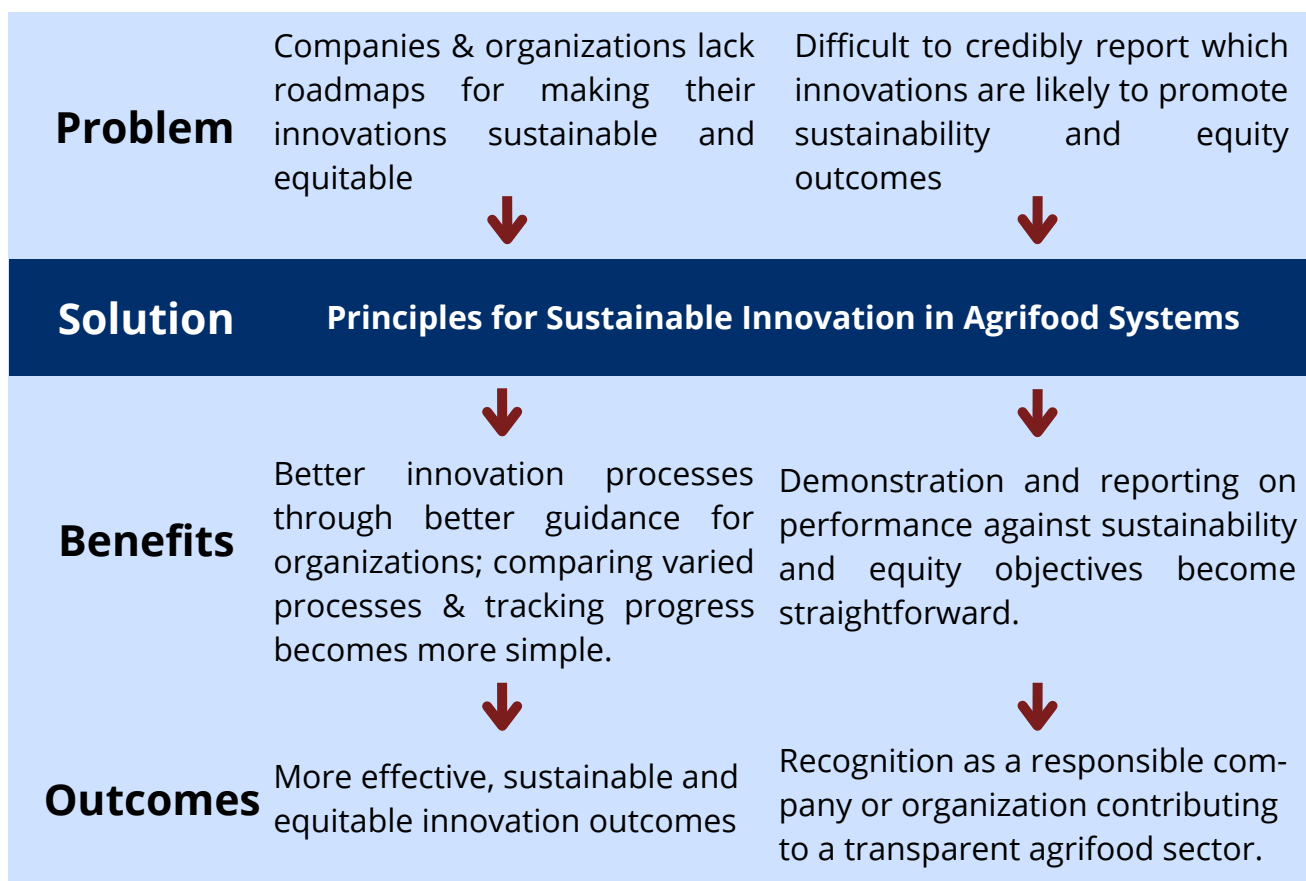 Problem
Companies & organizations lack
roadmaps for making their
innovations sustainable and
equitable
Difficult to credibly report which
innovations are likely to promote
sustainability and equity
outcomes
Solution
Principles for Sustainable Innovation in Agrifood Systems
Benefits
Better innovation processes
through better guidance for
organizations; comparing varied
processes & tracking progress
becomes more simple.
Demonstration and reporting on
performance against sustainability
and equity objectives become
straightforward.
Outcomes
More effective, sustainable and
equitable innovation outcomes
Recognition as a responsible com-
pany or organization contributing
to a transparent agrifood sector.